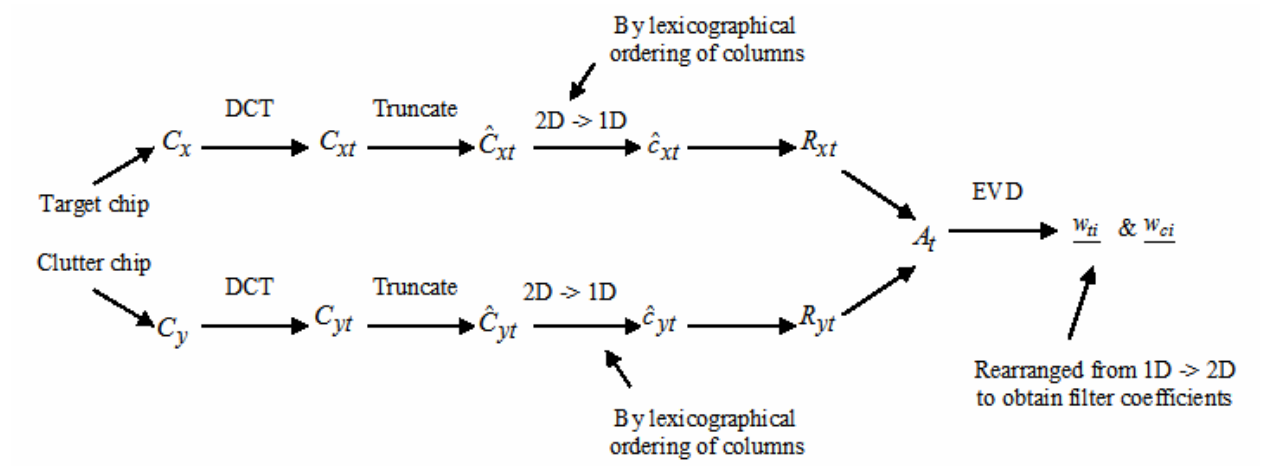 By lexicographical
ordering of columns
DCT
Truncate
2D -> 1D
C_x
C_xt
Ĉ_xt
ĉ_xt
R_xt
Target chip
EVD
A_t
w_ti & w_ci
Clutter chip
DCT
Truncate
2D -> 1D
C_y
C_yt
Ĉ_yt
ĉ_yt
R_yt
Rearranged from 1D -> 2D
to obtain filter coefficients
By lexicographical
ordering of columns